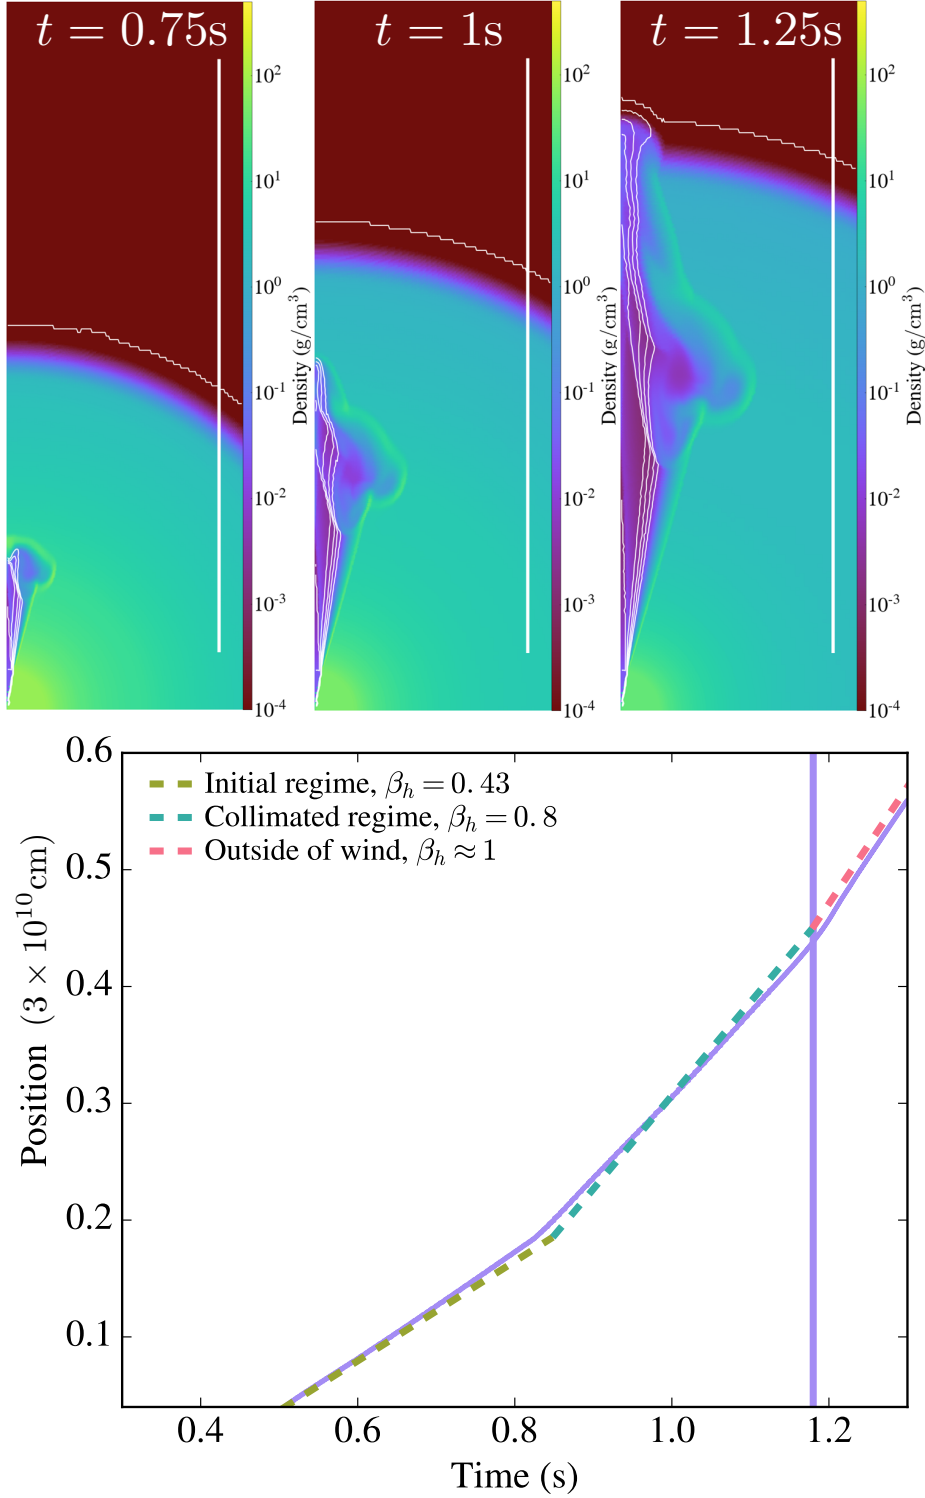 t = 0.75s
t = 1s
t = 1.25s
10²
10¹
10⁰
10⁻¹
10⁻²
10⁻³
10⁻⁴
Density (g/cm³)
10²
10¹
10⁰
10⁻¹
10⁻²
10⁻³
10⁻⁴
Density (g/cm³)
10²
10¹
10⁰
10⁻¹
10⁻²
10⁻³
10⁻⁴
Density (g/cm³)
Initial regime, βₕ = 0.43
Collimated regime, βₕ = 0.8
Outside of wind, βₕ ≈ 1
Position (3 × 10¹⁰cm)
0.6
0.5
0.4
0.3
0.2
0.1
0.4 0.6 0.8 1.0 1.2
Time (s)